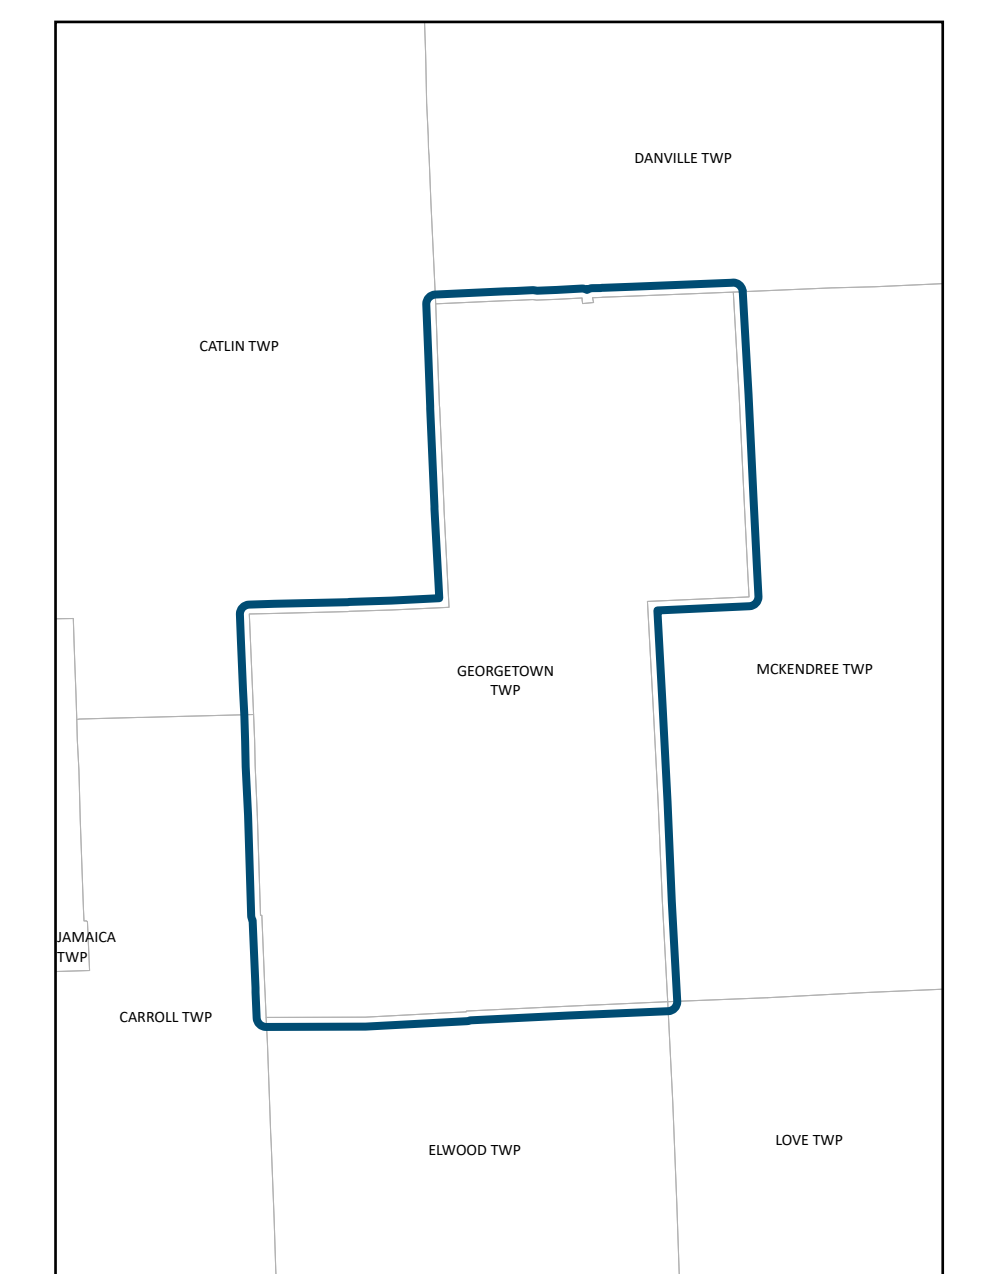 DANVILLE TWP
CATLIN TWP
GEORGETOWN
TWP
MCKENDREE TWP
JAMAICA
TWP
CARROLL TWP
ELWOOD TWP
LOVE TWP